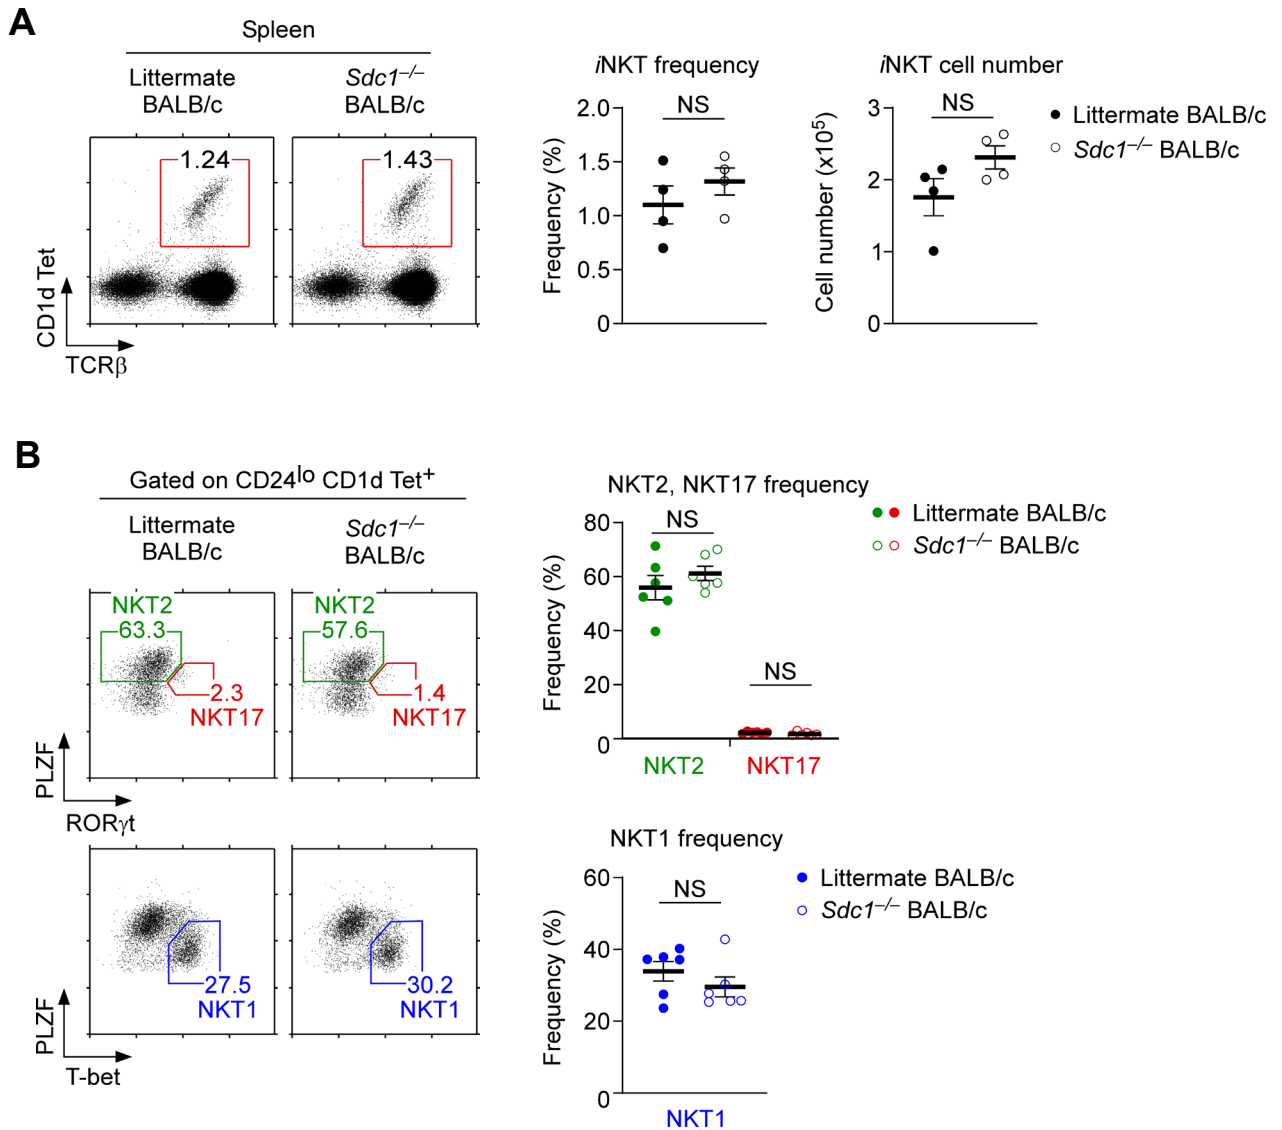 A
Spleen
Littermate BALB/c
Sdc1–/– BALB/c
1.24
1.43
CD1d Tet
TCRβ
iNKT frequency
NS
Frequency (%)
2.0
1.5
1.0
0.5
0
iNKT cell number
NS
Cell number (x10⁵)
3
2
1
0
Littermate BALB/c
Sdc1–/– BALB/c
B
Gated on CD24lo CD1d Tet+
Littermate BALB/c
Sdc1–/– BALB/c
NKT2
63.3
2.3
NKT17
NKT2
57.6
1.4
NKT17
PLZF
RORγt
27.5
NKT1
30.2
NKT1
PLZF
T-bet
NKT2, NKT17 frequency
NS
NS
Frequency (%)
80
60
40
20
0
NKT2
NKT17
Littermate BALB/c
Sdc1–/– BALB/c
NKT1 frequency
NS
Frequency (%)
60
40
20
0
NKT1
Littermate BALB/c
Sdc1–/– BALB/c